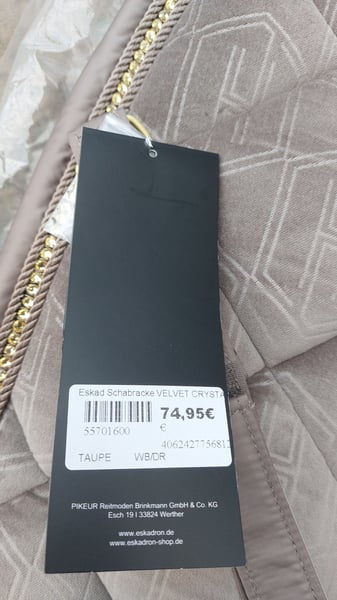 Eskad Schabracke VELVET CRYSTA
74,95€
55701600
€
406242775681
TAUPE WB/DR
PIKEUR Reitmoden Brinkmann GmbH & Co. KG
Esch 19 I 33824 Werther
www.eskadron.de
www.eskadron-shop.de